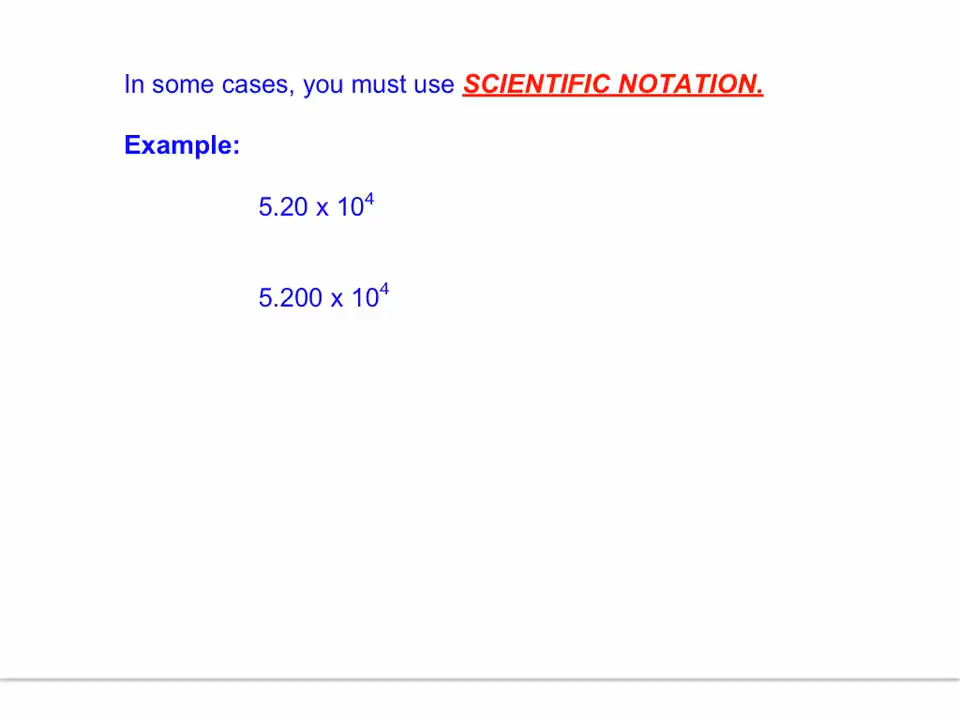 In some cases, you must use SCIENTIFIC NOTATION.
Example:
5.20 x 10⁴
5.200 x 10⁴